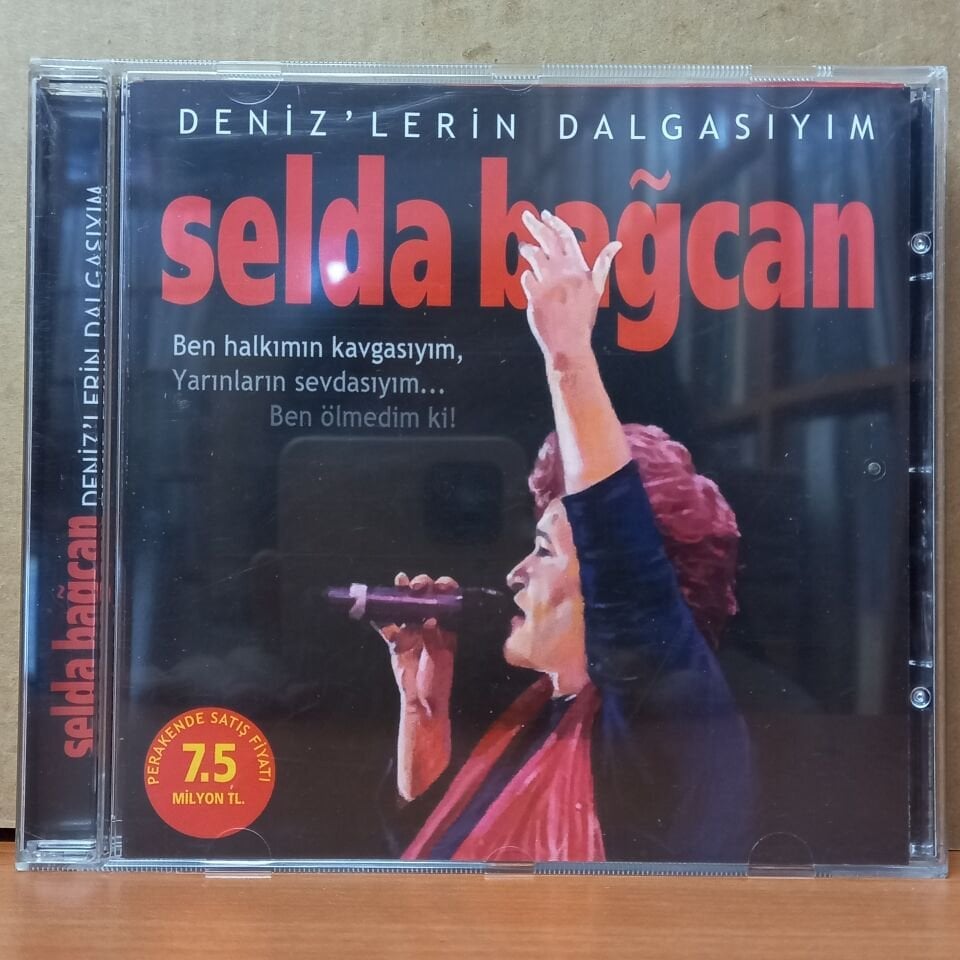 DENİZ'LERİN DALGASIYIM
selda bağcan
Ben halkımın kavgasıyım,
Yarınların sevdasıyım...
Ben ölmedim ki!
PERAKENDE SATIŞ FİYATI
7.5
MİLYON TL.
selda bağcan DENİZ'LERİN DALGASIYIM